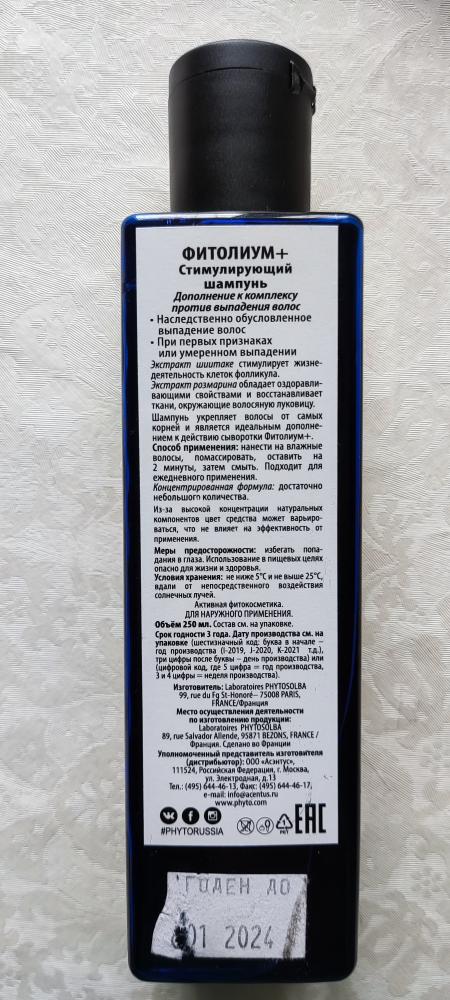 ФИТОЛИУМ+
Стимулирующий
шампунь
Дополнение к комплексу
против выпадения волос
• Наследственно обусловленное
выпадение волос
• При первых признаках
или умеренном выпадении
Экстракт шиитаке стимулирует жизне-
деятельность клеток фолликула.
Экстракт розмарина обладает оздоравли-
вающими свойствами и восстанавливает
ткани, окружающие волосяную луковицу.
Шампунь укрепляет волосы от самых
корней и является идеальным дополне-
нием к действию сыворотки Фитолиум+.
Способ применения: нанести на влажные
волосы, помассировать, оставить на
2 минуты, затем смыть. Подходит для
ежедневного применения.
Концентрированная формула: достаточно
небольшого количества.
Из-за высокой концентрации натуральных
компонентов цвет средства может варьиро-
ваться, что не влияет на эффективность от
применения.
Меры предосторожности: избегать попа-
дания в глаза. Использование в пищевых целях
опасно для жизни и здоровья.
Условия хранения: не ниже 5°С и не выше 25°С,
вдали от непосредственного воздействия
солнечных лучей.
Активная фитокосметика.
ДЛЯ НАРУЖНОГО ПРИМЕНЕНИЯ.
Объём 250 мл. Состав см. на упаковке.
Срок годности 3 года. Дату производства см. на
упаковке (шестизначный код: буква в начале –
год производства (I-2019, J-2020, K-2021 т.д.),
три цифры после буквы – день производства) или
(цифровой код, где 5 цифра = год производства,
3 и 4 цифры = неделя производства).
Изготовитель: Laboratoires PHYTOSOLBA
99, rue du Fg St-Honoré– 75008 PARIS,
FRANCE/Франция
Место осуществления деятельности
по изготовлению продукции:
Laboratoires PHYTOSOLBA
89, rue Salvador Allende, 95871 BEZONS, FRANCE /
Франция. Сделано во Франции
Уполномоченный представитель изготовителя
(дистрибьютор): ООО «Асэнтус»,
111524, Российская Федерация, г. Москва,
ул. Электродная, д.13
Тел.: (495) 644-46-13, Факс: (495) 644-46-17,
e-mail: info@acentus.ru
www.phyto.com
#PHYTORUSSIA
1
PET
EAC
ГОДЕН ДО
01 2024